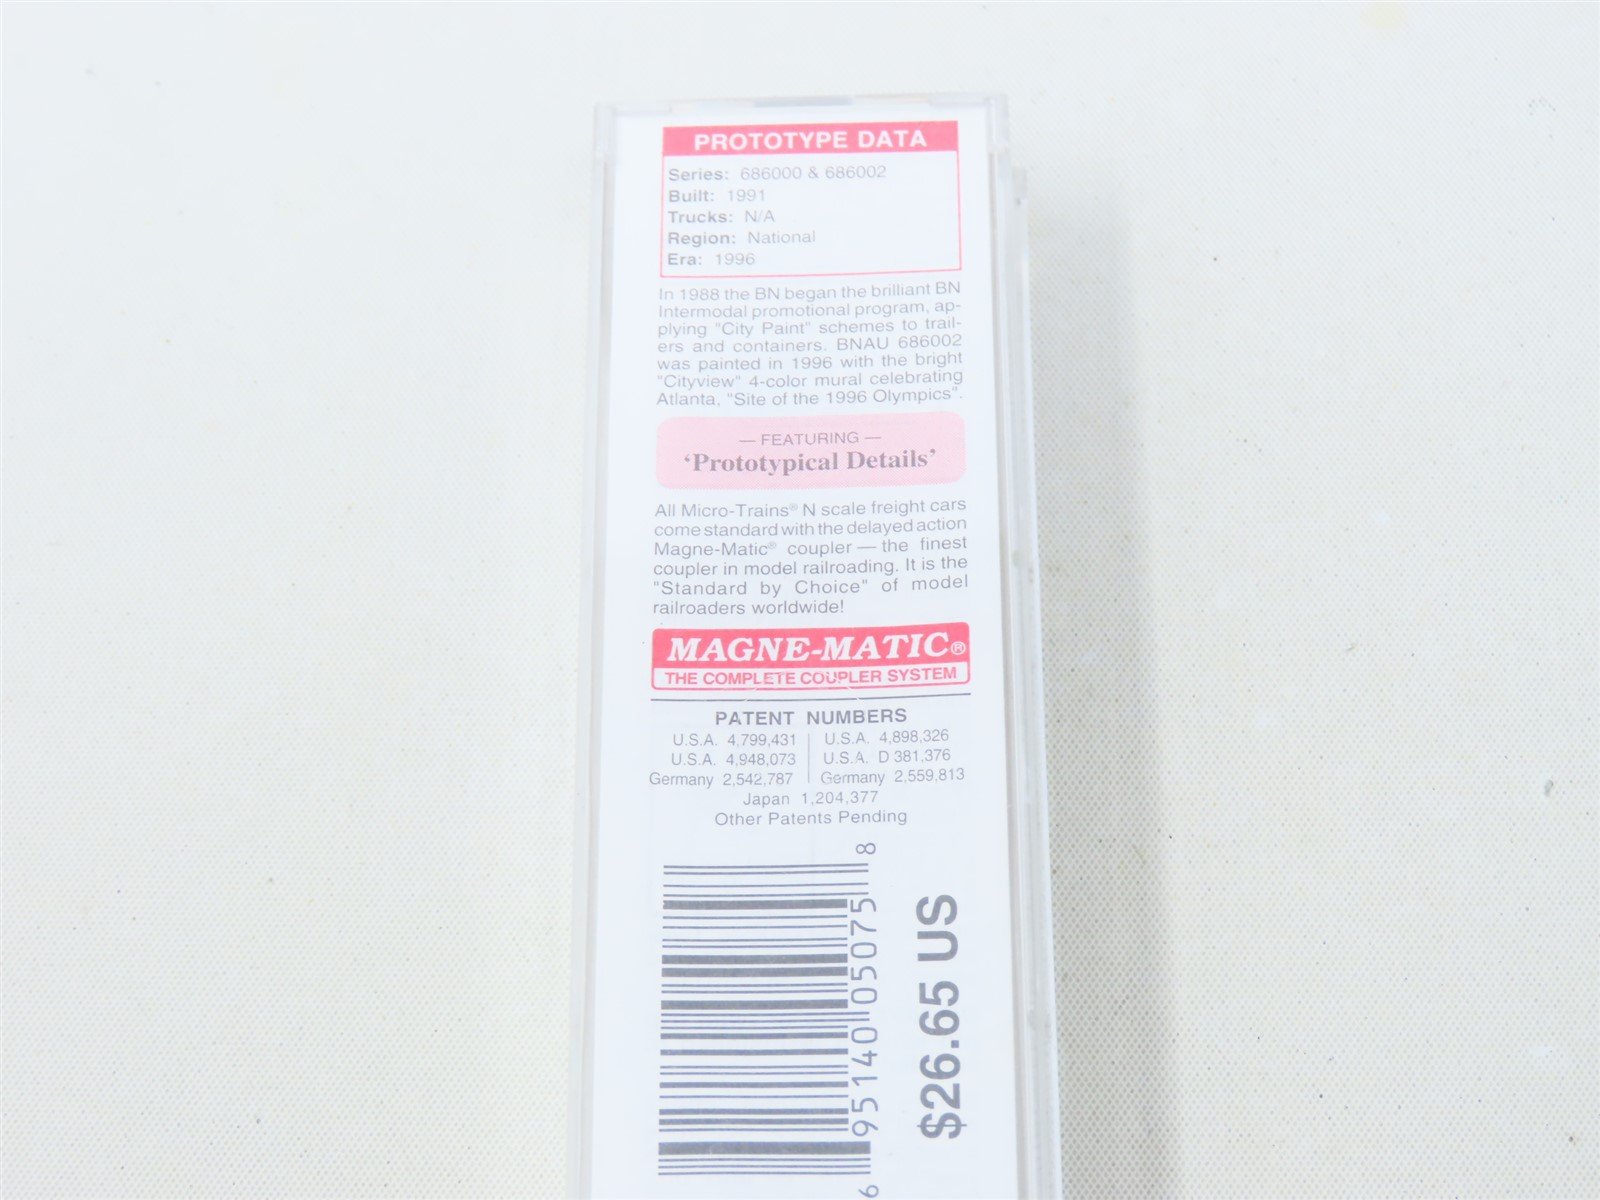 PROTOTYPE DATA
Series: 686000 & 686002
Built: 1991
Trucks: N/A
Region: National
Era: 1996
In 1988 the BN began the brilliant BN
Intermodal promotional program, ap-
plying "City Paint" schemes to trail-
ers and containers. BNAU 686002
was painted in 1996 with the bright
"Cityview" 4-color mural celebrating
Atlanta, "Site of the 1996 Olympics".
— FEATURING —
'Prototypical Details'
All Micro-Trains® N scale freight cars
come standard with the delayed action
Magne-Matic® coupler — the finest
coupler in model railroading. It is the
"Standard by Choice" of model
railroaders worldwide!
MAGNE-MATIC®
THE COMPLETE COUPLER SYSTEM
PATENT NUMBERS
U.S.A. 4,799,431 | U.S.A. 4,898,326
U.S.A. 4,948,073 | U.S.A. D 381,376
Germany 2,542,787 | Germany 2,559,813
Japan 1,204,377
Other Patents Pending
6 95140 05075 8
$26.65 US